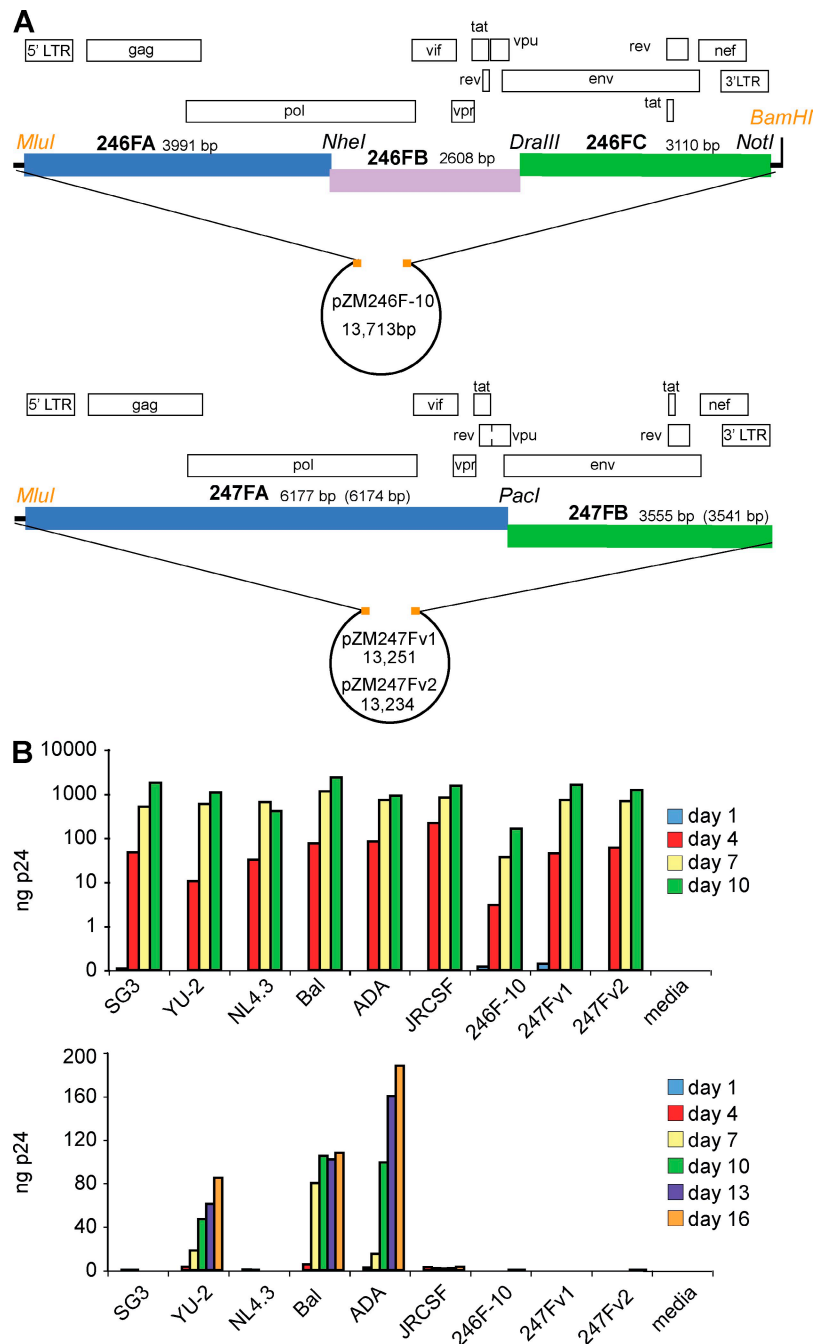 A
tat
5' LTR gag vif vpu rev nef
rev env 3'LTR
pol vpr tat
BamHI
MluI 246FA 3991 bp NheI DraIII 246FC 3110 bp NotI
246FB 2608 bp
pZM246F-10
13,713bp
tat tat
5' LTR gag vif nef
rev vpu rev 3' LTR
pol vpr env
MluI 247FA 6177 bp (6174 bp) PacI
247FB 3555 bp (3541 bp)
pZM247Fv1
13,251
pZM247Fv2
13,234
B
10000
1000
100
10
1
0
ng p24
SG3 YU-2 NL4.3 Bal ADA JRCSF 246F-10 247Fv1 247Fv2 media
day 1
day 4
day 7
day 10
200
160
120
80
40
0
ng p24
SG3 YU-2 NL4.3 Bal ADA JRCSF 246F-10 247Fv1 247Fv2 media
day 1
day 4
day 7
day 10
day 13
day 16